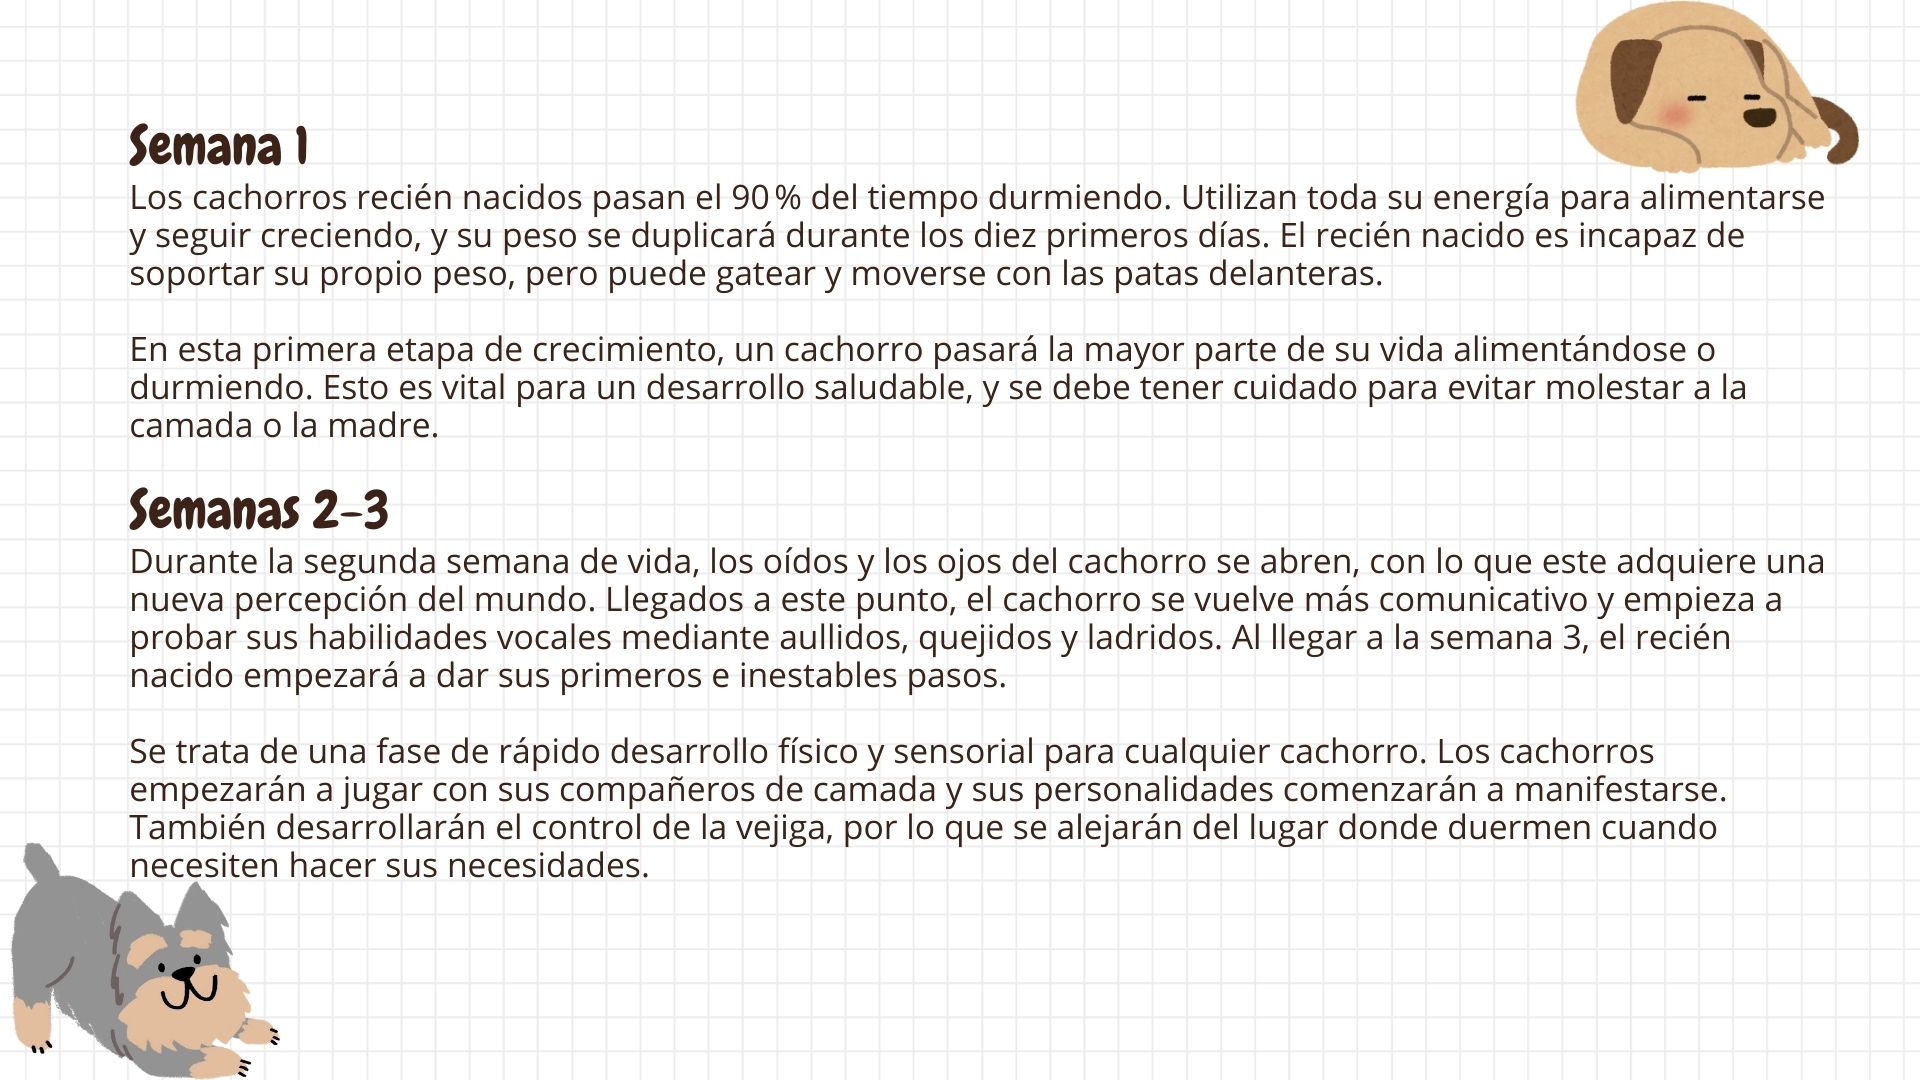 Semana 1
Los cachorros recién nacidos pasan el 90 % del tiempo durmiendo. Utilizan toda su energía para alimentarse
y seguir creciendo, y su peso se duplicará durante los diez primeros días. El recién nacido es incapaz de
soportar su propio peso, pero puede gatear y moverse con las patas delanteras.
En esta primera etapa de crecimiento, un cachorro pasará la mayor parte de su vida alimentándose o
durmiendo. Esto es vital para un desarrollo saludable, y se debe tener cuidado para evitar molestar a la
camada o la madre.
Semanas 2-3
Durante la segunda semana de vida, los oídos y los ojos del cachorro se abren, con lo que este adquiere una
nueva percepción del mundo. Llegados a este punto, el cachorro se vuelve más comunicativo y empieza a
probar sus habilidades vocales mediante aullidos, quejidos y ladridos. Al llegar a la semana 3, el recién
nacido empezará a dar sus primeros e inestables pasos.
Se trata de una fase de rápido desarrollo físico y sensorial para cualquier cachorro. Los cachorros
empezarán a jugar con sus compañeros de camada y sus personalidades comenzarán a manifestarse.
También desarrollarán el control de la vejiga, por lo que se alejarán del lugar donde duermen cuando
necesiten hacer sus necesidades.